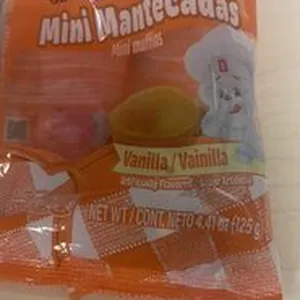 Mini Mantecadas
Mini muffins
Vanilla / Vainilla
NET WT / CONT. NETO 4.41 oz (125 g)